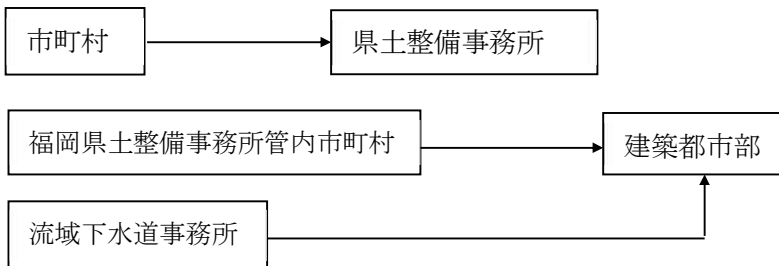 市町村
県土整備事務所
福岡県土整備事務所管内市町村
建築都市部
流域下水道事務所